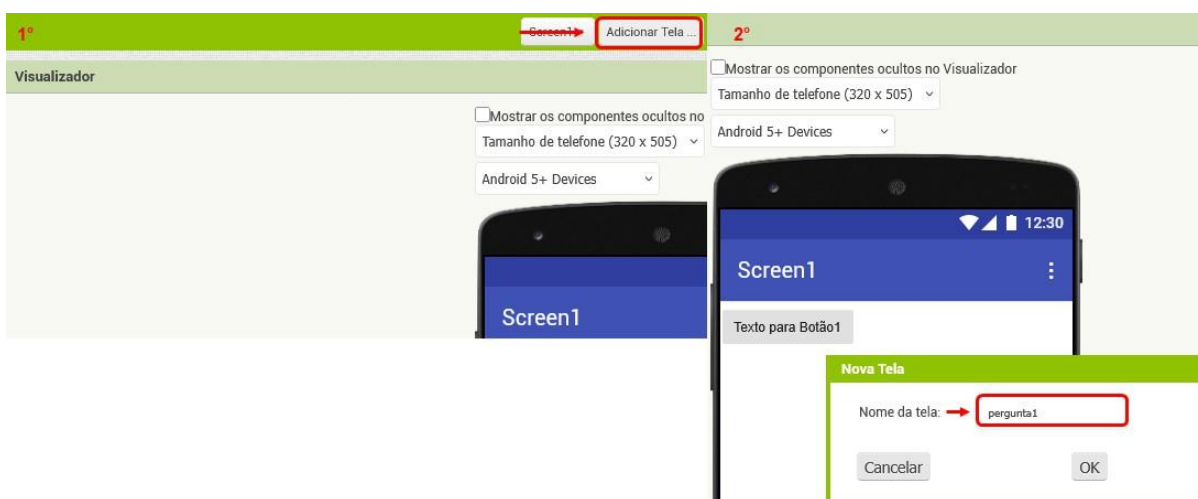 1°
Screen1
Adicionar Tela ...
Visualizador
Mostrar os componentes ocultos no
Tamanho de telefone (320 x 505)
Android 5+ Devices
Screen1
2°
Mostrar os componentes ocultos no Visualizador
Tamanho de telefone (320 x 505)
Android 5+ Devices
12:30
Screen1
Texto para Botão1
Nova Tela
Nome da tela:
pergunta1
Cancelar
OK